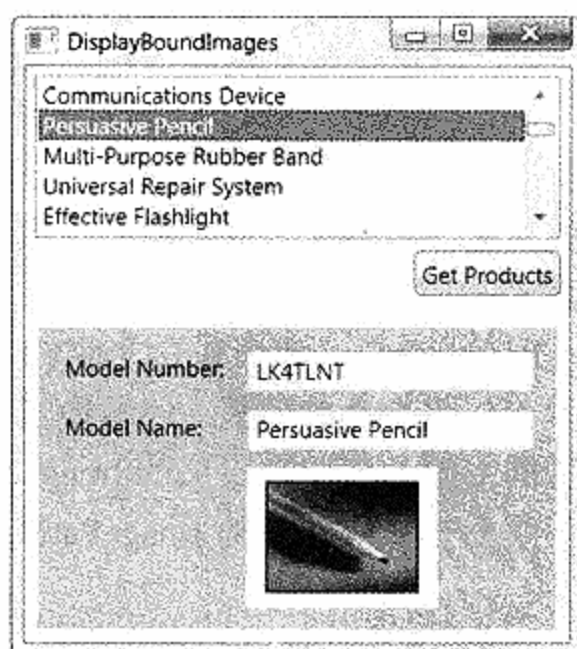 DisplayBoundImages
Communications Device
Persuasive Pencil
Multi-Purpose Rubber Band
Universal Repair System
Effective Flashlight
Get Products
Model Number: LK4TLNT
Model Name: Persuasive Pencil